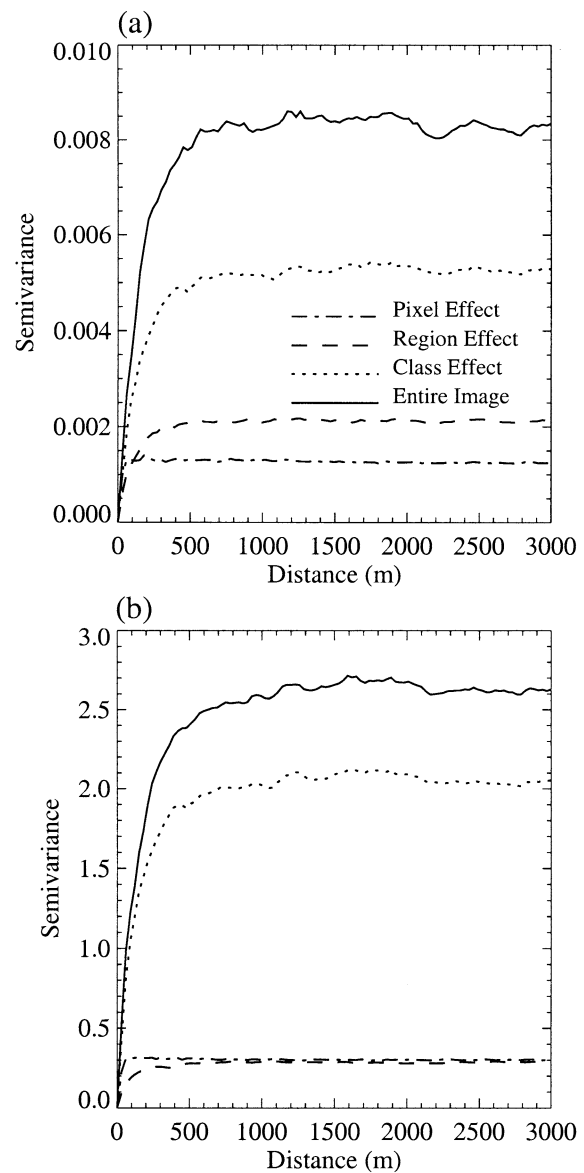 (a)
0.010
0.008
0.006
0.004
0.002
0.000
Semivariance
Pixel Effect
Region Effect
Class Effect
Entire Image
0 500 1000 1500 2000 2500 3000
Distance (m)
(b)
3.0
2.5
2.0
1.5
1.0
0.5
0.0
Semivariance
0 500 1000 1500 2000 2500 3000
Distance (m)